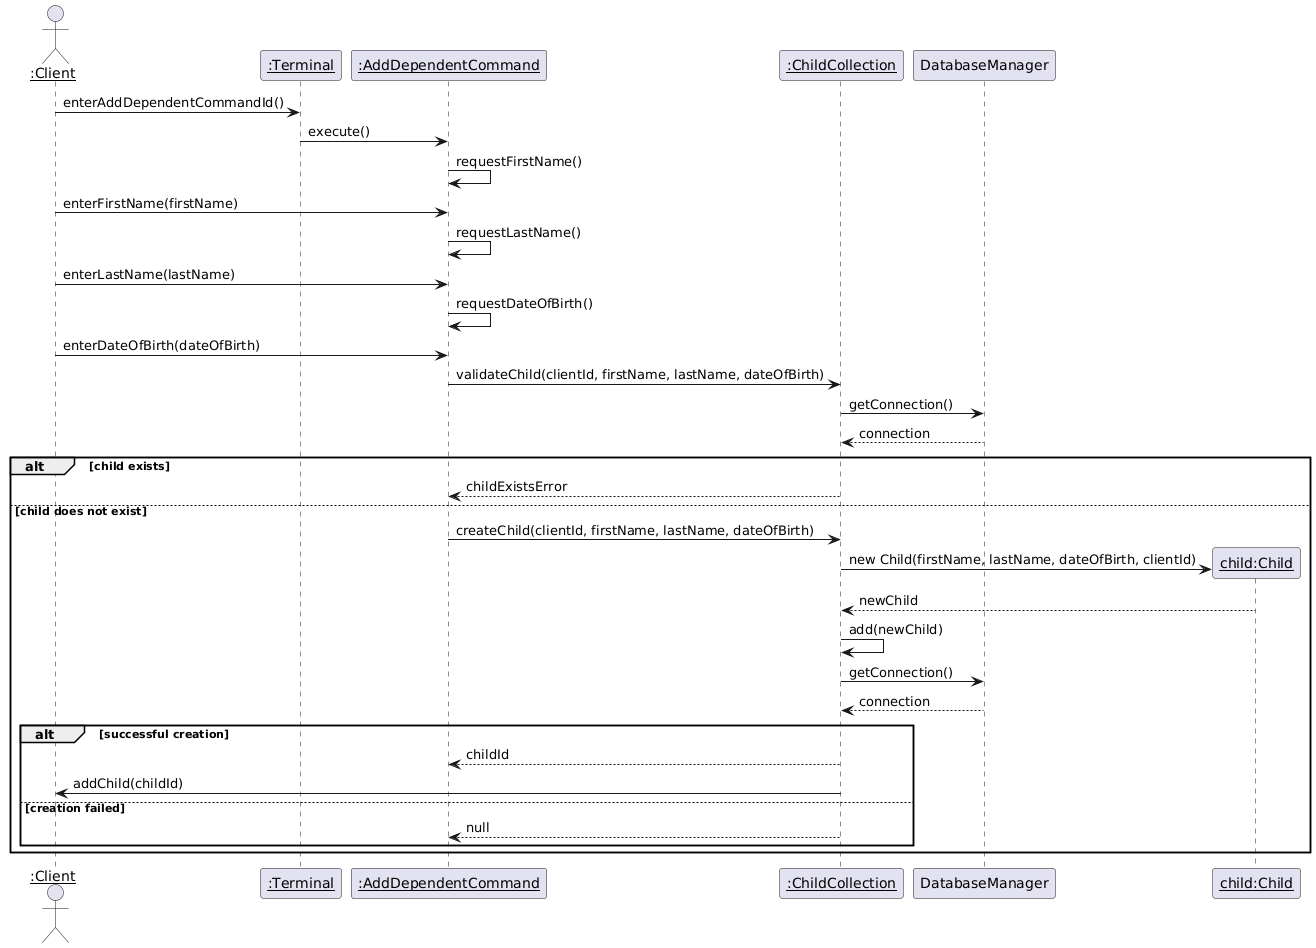 :Client
:Terminal
:AddDependentCommand
:ChildCollection
DatabaseManager
enterAddDependentCommandId()
execute()
requestFirstName()
enterFirstName(firstName)
requestLastName()
enterLastName(lastName)
requestDateOfBirth()
enterDateOfBirth(dateOfBirth)
validateChild(clientId, firstName, lastName, dateOfBirth)
getConnection()
connection
alt
[child exists]
childExistsError
[child does not exist]
createChild(clientId, firstName, lastName, dateOfBirth)
new Child(firstName, lastName, dateOfBirth, clientId)
child:Child
newChild
add(newChild)
getConnection()
connection
alt
[successful creation]
childId
addChild(childId)
[creation failed]
null
:Client
:Terminal
:AddDependentCommand
:ChildCollection
DatabaseManager
child:Child